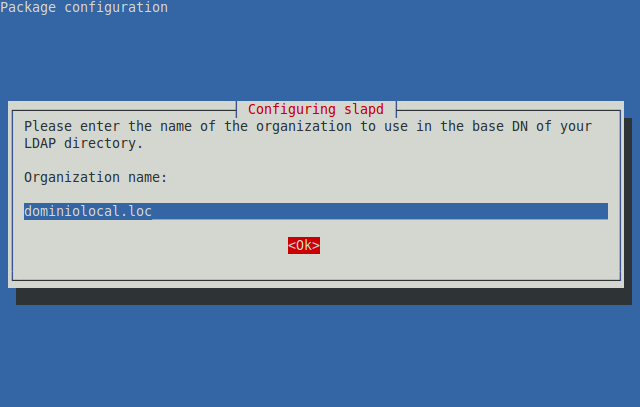 Package configuration
Configuring slapd
Please enter the name of the organization to use in the base DN of your
LDAP directory.
Organization name:
dominiolocal.loc
<Ok>